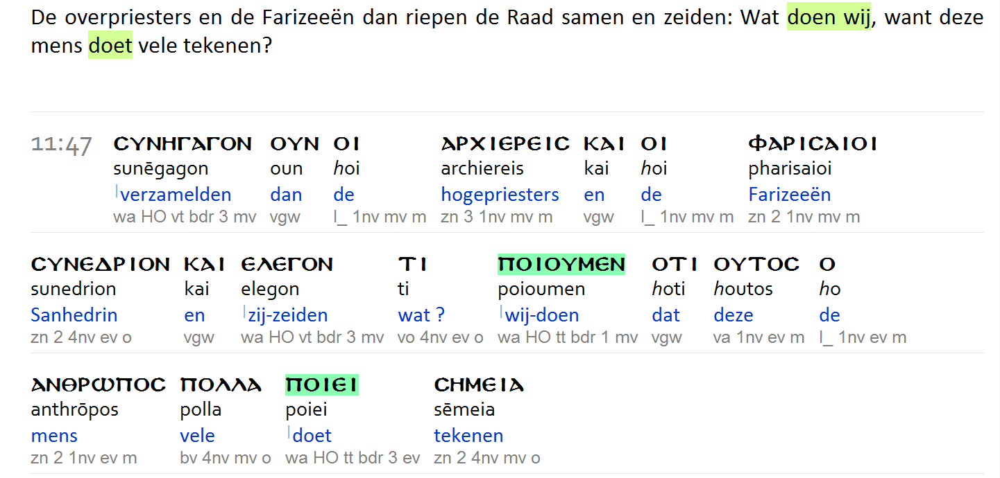 De overpriesters en de Farizeeën dan riepen de Raad samen en zeiden: Wat doen wij, want deze
mens doet vele tekenen?
11:47 ϹΥΝΗΓΑΓΟΝ ΟΥΝ ΟΙ ΑΡΧΙΕΡΕΙϹ ΚΑΙ ΟΙ ΦΑΡΙϹΑΙΟΙ
sunēgagon oun hoi archiereis kai hoi pharisaioi
|verzamelden dan de hogepriesters en de Farizeeën
wa HO vt bdr 3 mv vgw l_ 1nv mv m zn 3 1nv mv m vgw l_ 1nv mv m zn 2 1nv mv m
ϹΥΝΕΔΡΙΟΝ ΚΑΙ ΕΛΕΓΟΝ ΤΙ ΠΟΙΟΥΜΕΝ ΟΤΙ ΟΥΤΟϹ Ο
sunedrion kai elegon ti poioumen hoti houtos ho
Sanhedrin en |zij-zeiden wat ? |wij-doen dat deze de
zn 2 4nv ev o vgw wa HO vt bdr 3 mv vo 4nv ev o wa HO tt bdr 1 mv vgw va 1nv ev m l_ 1nv ev m
ΑΝΘΡΩΠΟϹ ΠΟΛΛΑ ΠΟΙΕΙ ϹΗΜΕΙΑ
anthrōpos polla poiei sēmeia
mens vele |doet tekenen
zn 2 1nv ev m bv 4nv mv o wa HO tt bdr 3 ev zn 2 4nv mv o